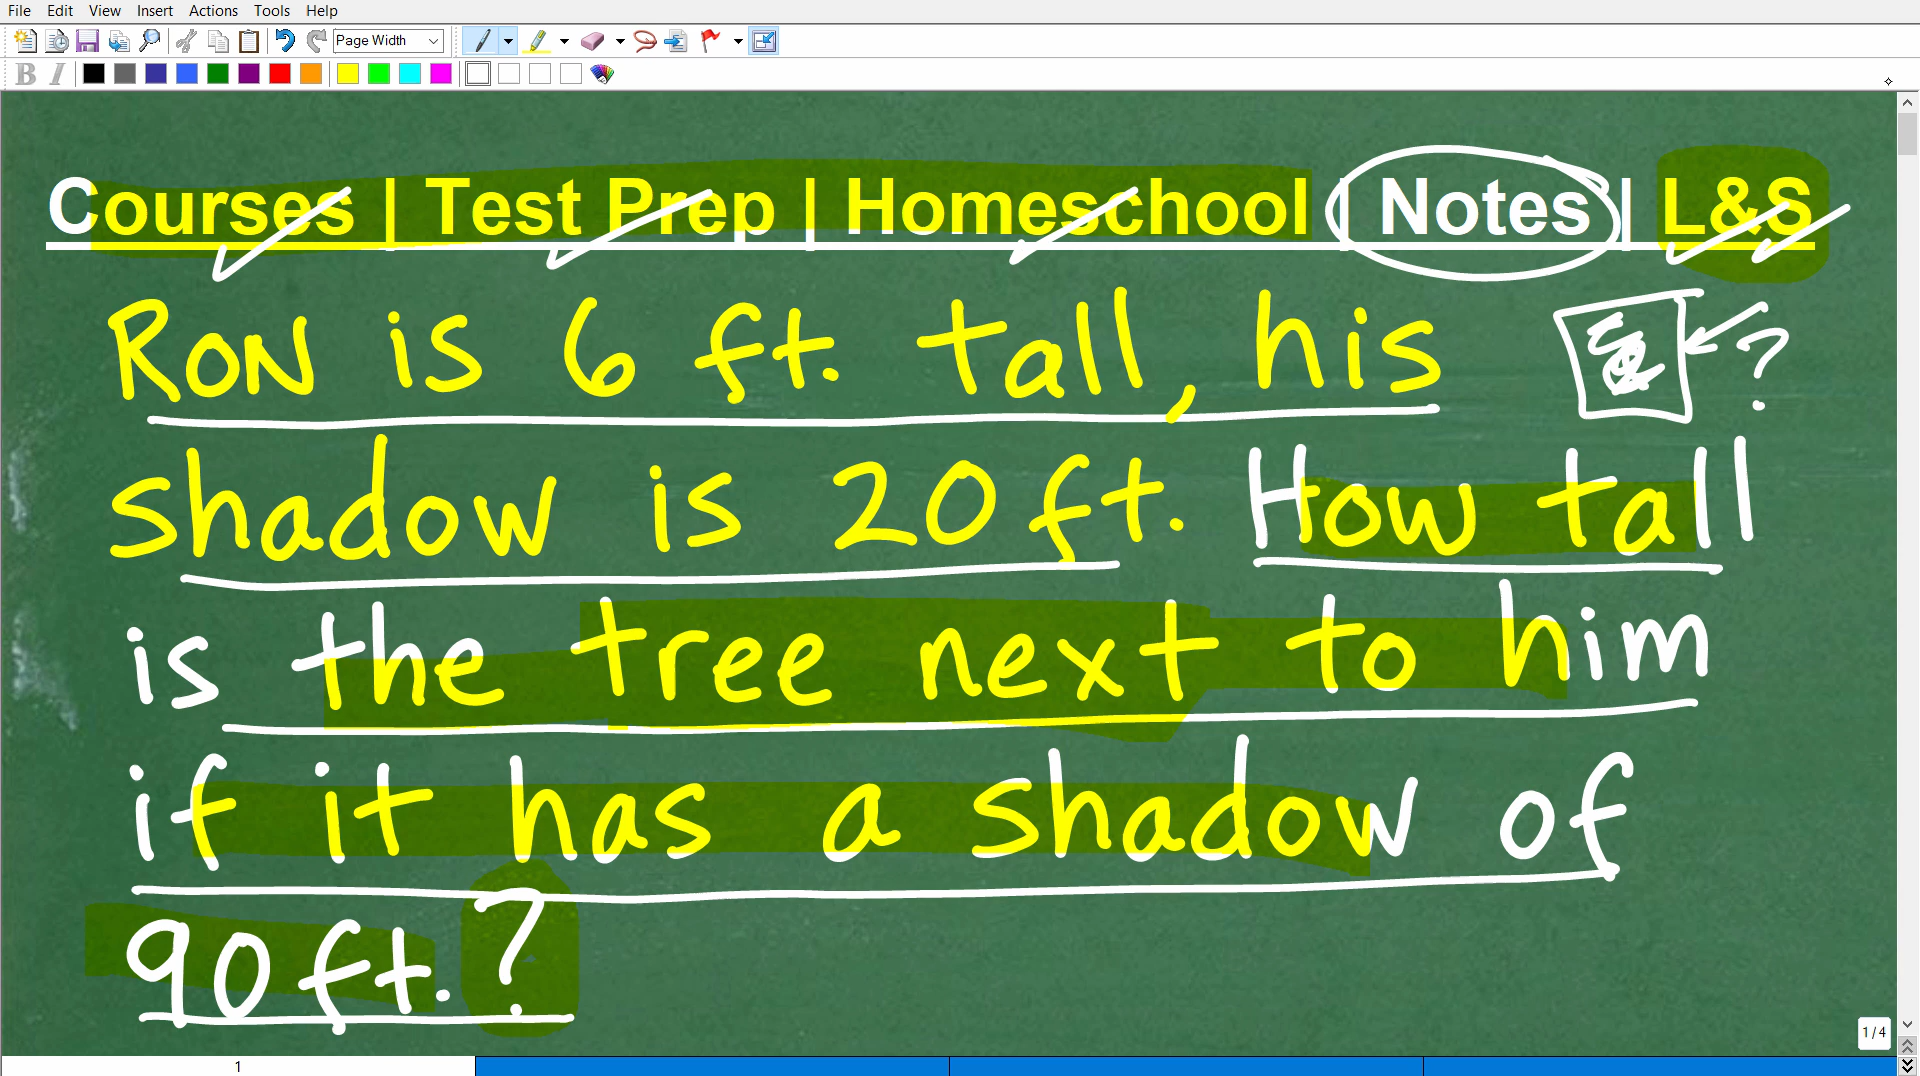 File Edit View Insert Actions Tools Help
Page Width
B I
Courses | Test Prep | Homeschool | Notes | L&S
Ron is 6 ft. tall, his
?
shadow is 20 ft. How tall
is the tree next to him
if it has a shadow of
90 ft. ?
1 / 4
1